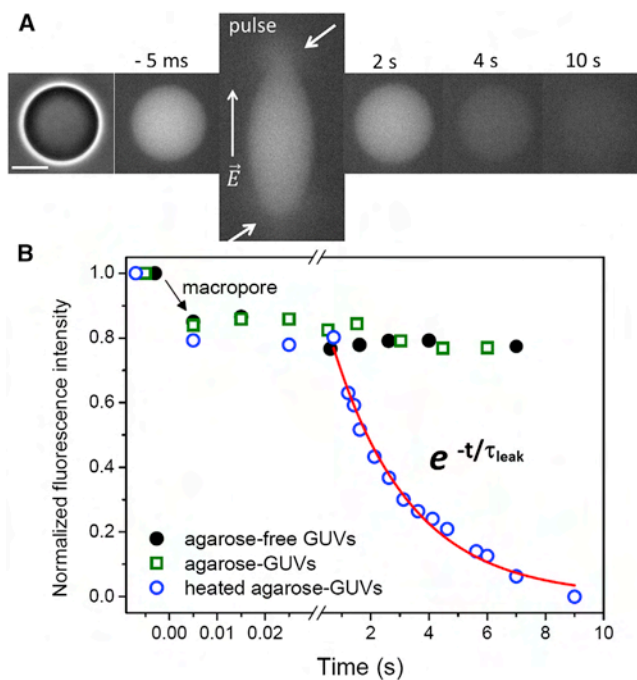 A
pulse
- 5 ms
2 s
4 s
10 s
E
B
Normalized fluorescence intensity
1.0
0.8
0.6
0.4
0.2
0.0
macropore
e -t/τleak
agarose-free GUVs
agarose-GUVs
heated agarose-GUVs
0.00 0.01 0.02 2 4 6 8 10
Time (s)